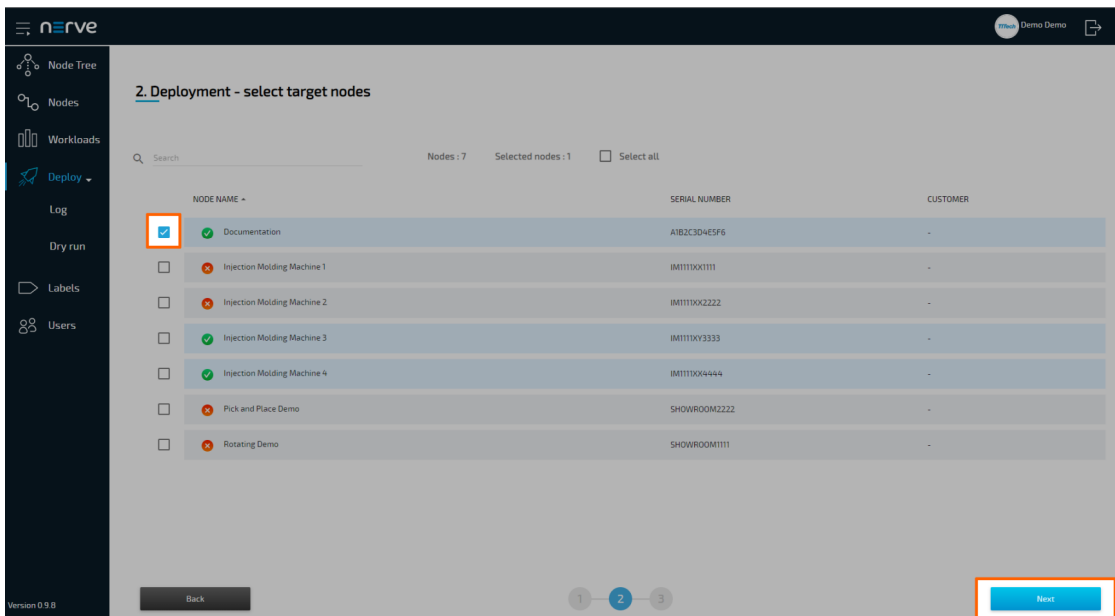 nerve
TTTech Demo Demo
Node Tree
Nodes
Workloads
Deploy
Log
Dry run
Labels
Users
Version 0.9.8
2. Deployment - select target nodes
Search Nodes : 7 Selected nodes : 1 Select all
NODE NAME SERIAL NUMBER CUSTOMER
Documentation A1B2C3D4E5F6 -
Injection Molding Machine 1 IM1111XX1111 -
Injection Molding Machine 2 IM1111XX2222 -
Injection Molding Machine 3 IM1111XY3333 -
Injection Molding Machine 4 IM1111XX4444 -
Pick and Place Demo SHOWROOM2222 -
Rotating Demo SHOWROOM1111 -
Back 1 2 3 Next